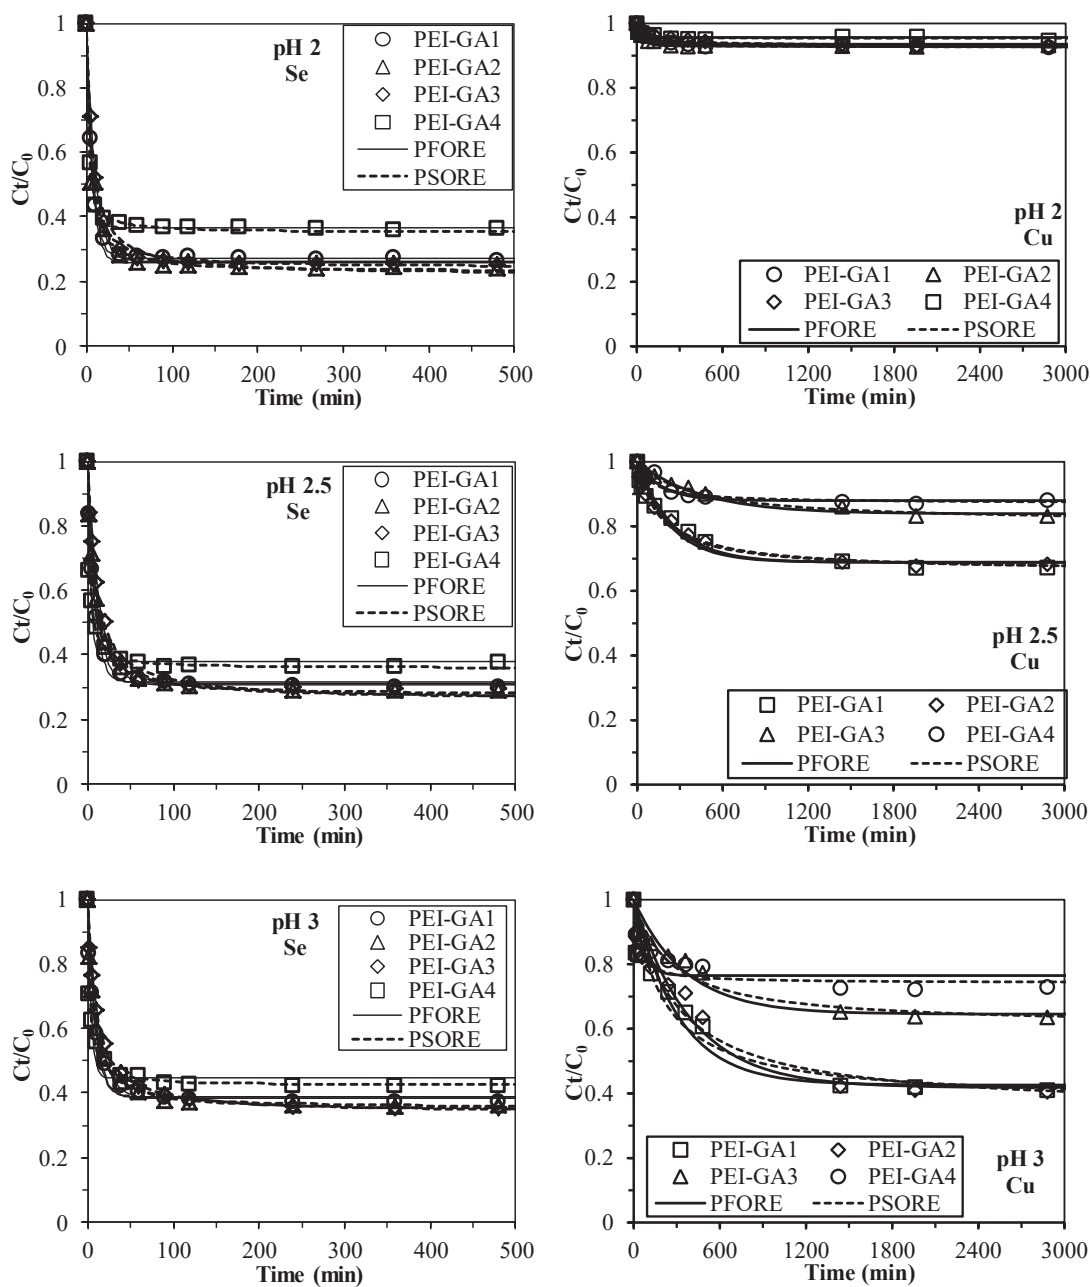 1
0.8
0.6
0.4
0.2
0
Ct/C0
pH 2
Se
PEI-GA1
PEI-GA2
PEI-GA3
PEI-GA4
PFORE
PSORE
0 100 200 300 400 500
Time (min)
1
0.8
0.6
0.4
0.2
0
Ct/C0
pH 2
Cu
PEI-GA1 PEI-GA2
PEI-GA3 PEI-GA4
PFORE PSORE
0 600 1200 1800 2400 3000
Time (min)
1
0.8
0.6
0.4
0.2
0
Ct/C0
pH 2.5
Se
PEI-GA1
PEI-GA2
PEI-GA3
PEI-GA4
PFORE
PSORE
0 100 200 300 400 500
Time (min)
1
0.8
0.6
0.4
0.2
0
Ct/C0
pH 2.5
Cu
PEI-GA1 PEI-GA2
PEI-GA3 PEI-GA4
PFORE PSORE
0 600 1200 1800 2400 3000
Time (min)
1
0.8
0.6
0.4
0.2
0
Ct/C0
pH 3
Se
PEI-GA1
PEI-GA2
PEI-GA3
PEI-GA4
PFORE
PSORE
0 100 200 300 400 500
Time (min)
1
0.8
0.6
0.4
0.2
0
Ct/C0
PEI-GA1 PEI-GA2
PEI-GA3 PEI-GA4
PFORE PSORE
pH 3
Cu
0 600 1200 1800 2400 3000
Time (min)